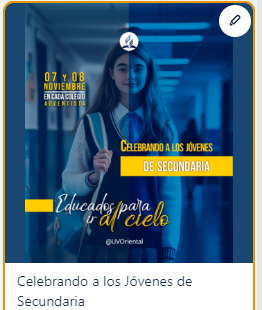 07 Y 08
NOVIEMBRE
EN CADA COLEGIO
ADVENTISTA
CELEBRANDO A LOS JÓVENES
DE SECUNDARIA
Educados para
ir al cielo
@UVOriental
Celebrando a los Jóvenes de
Secundaria